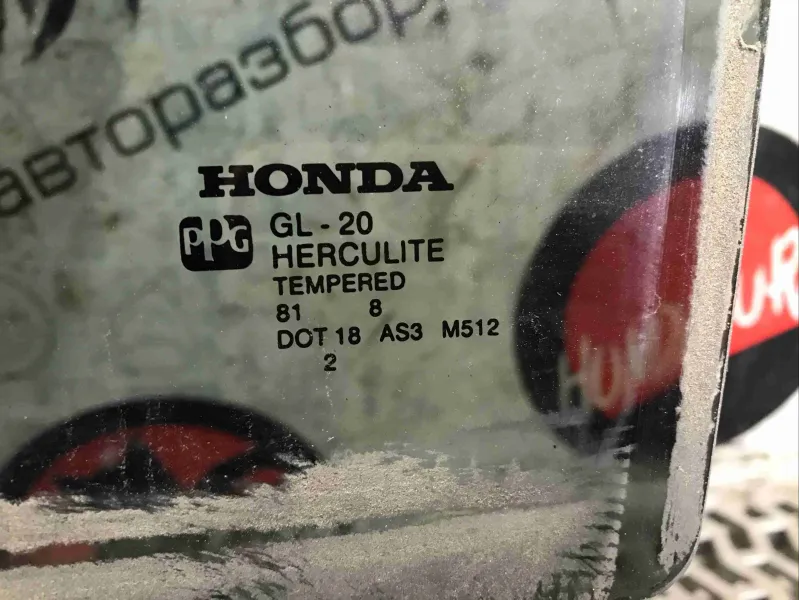 авторазбор
HONDA
PPG GL-20
HERCULITE
TEMPERED
81 8
DOT 18 AS3 M512
2